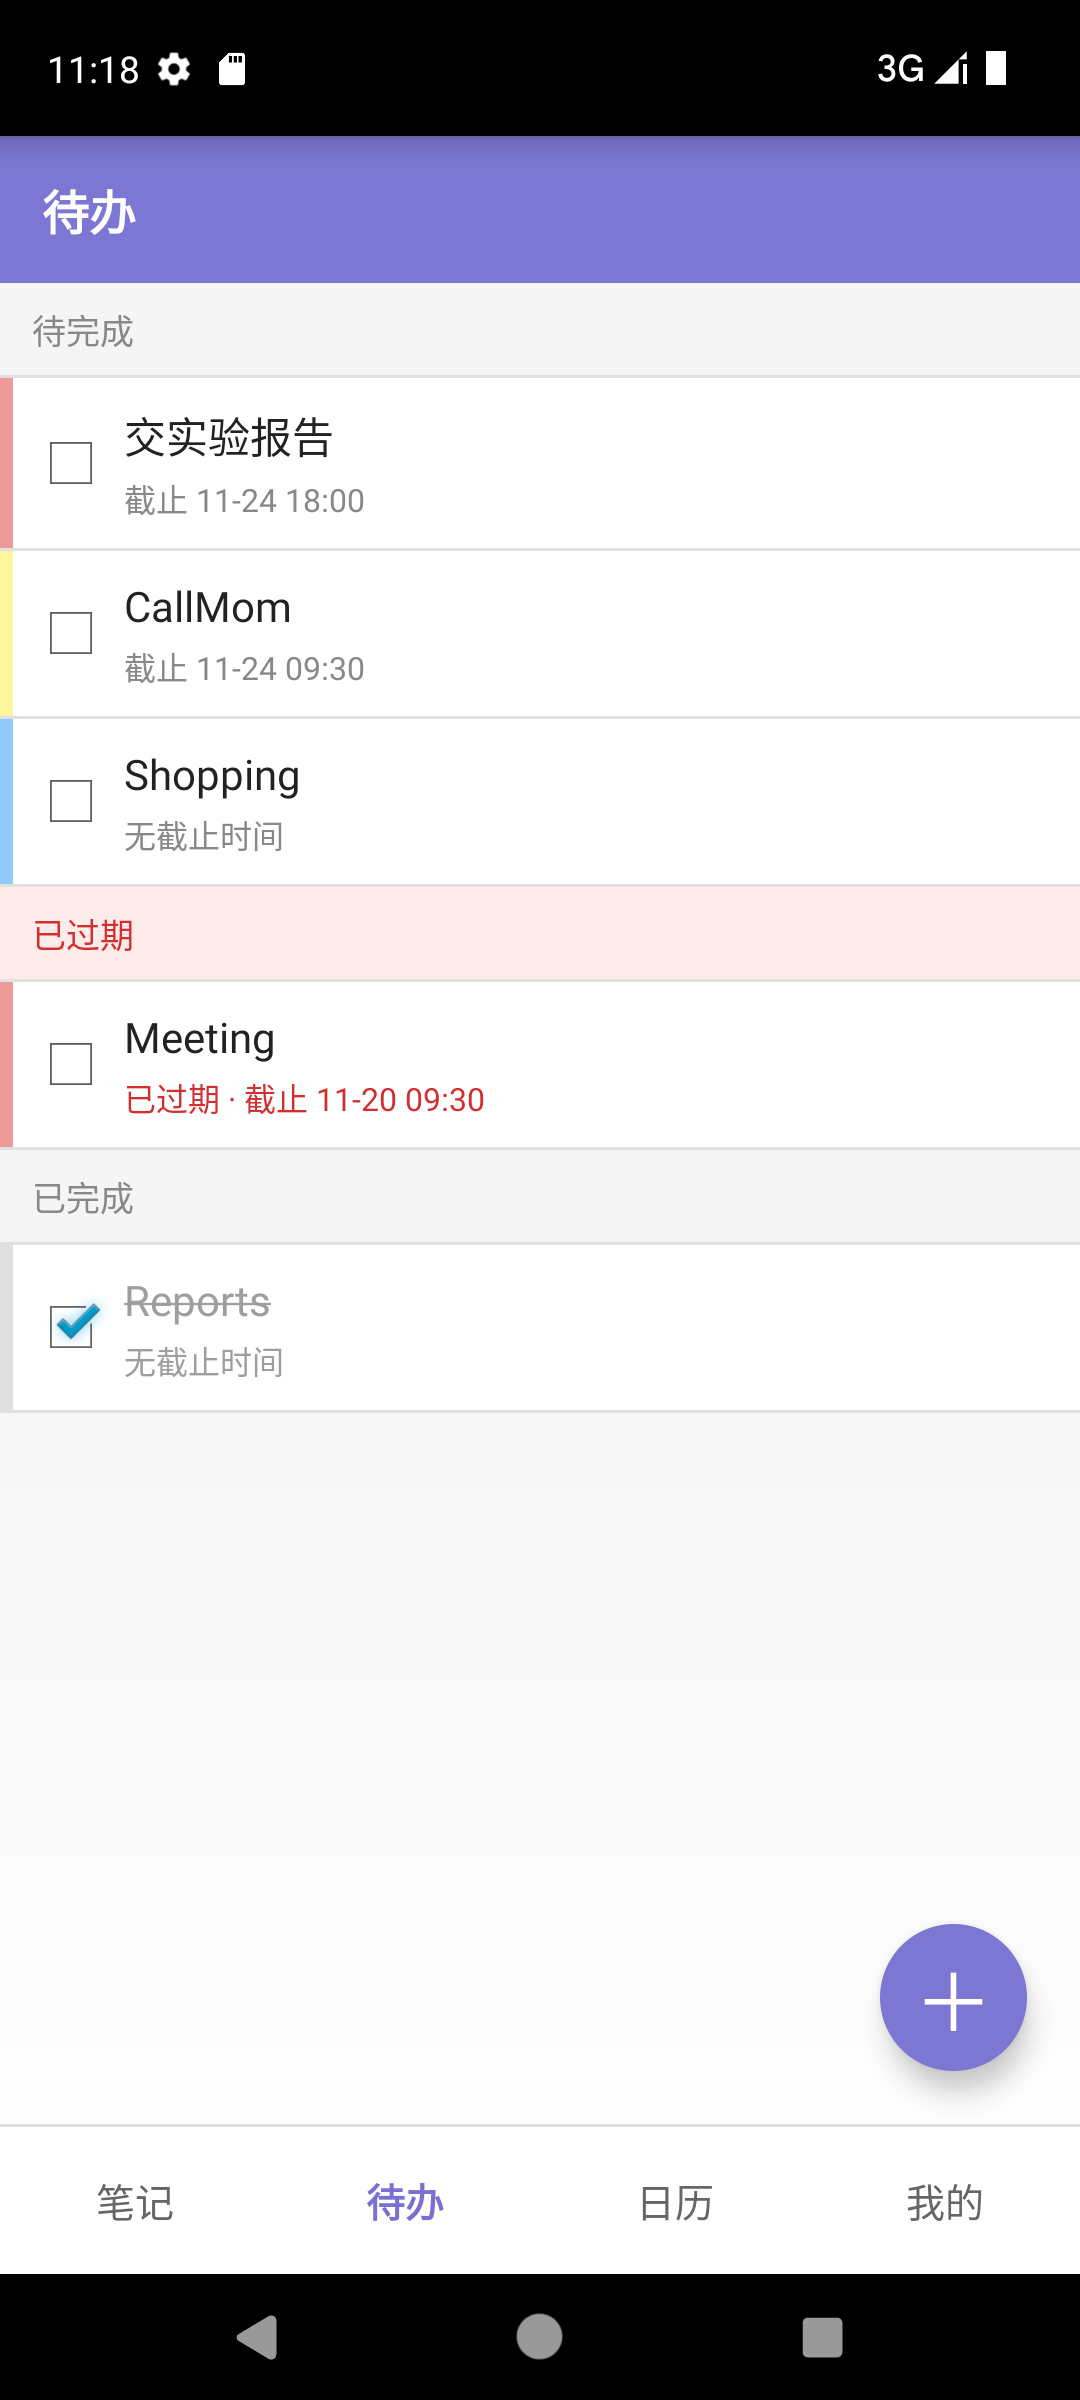 11:18
3G
待办
待完成
交实验报告
截止 11-24 18:00
CallMom
截止 11-24 09:30
Shopping
无截止时间
已过期
Meeting
已过期 · 截止 11-20 09:30
已完成
Reports
无截止时间
笔记 待办 日历 我的